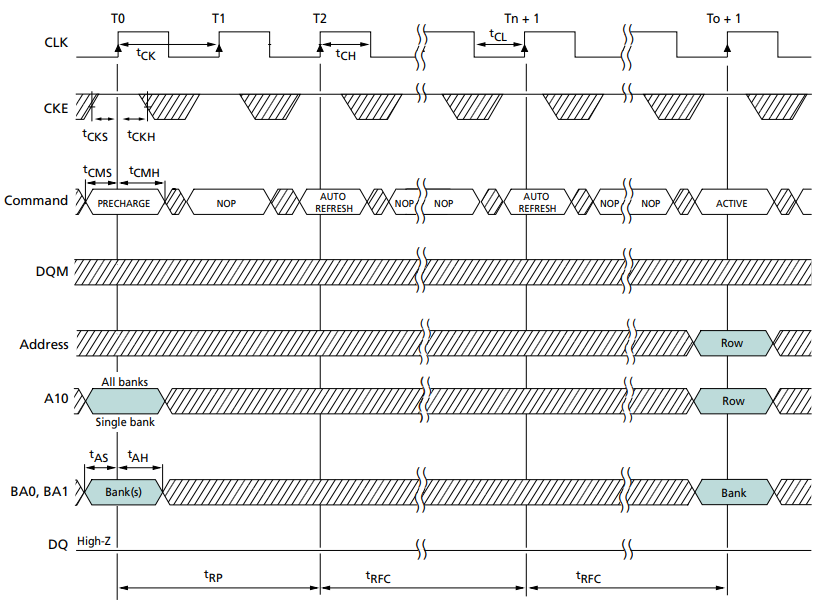 T0 T1 T2 Tn + 1 To + 1
CLK
tCK tCH tCL
CKE
tCKS tCKH
tCMS tCMH
Command PRECHARGE NOP AUTO REFRESH NOP NOP AUTO REFRESH NOP NOP ACTIVE
DQM
Address Row
All banks
A10 Row
Single bank
tAS tAH
BA0, BA1 Bank(s) Bank
DQ High-Z
tRP tRFC tRFC